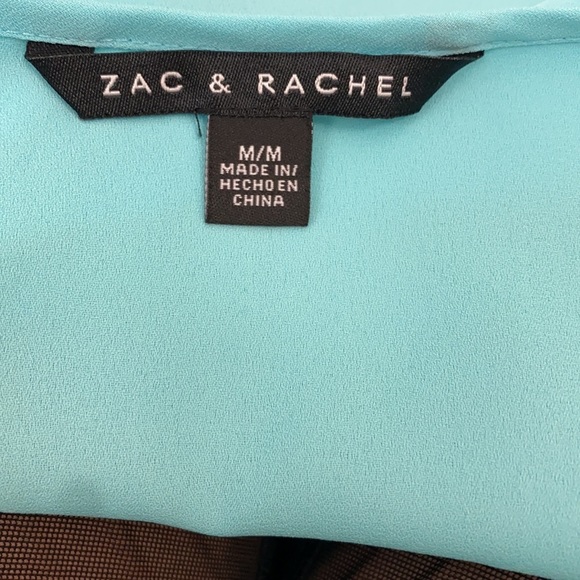 ZAC & RACHEL
M/M
MADE IN/
HECHO EN
CHINA